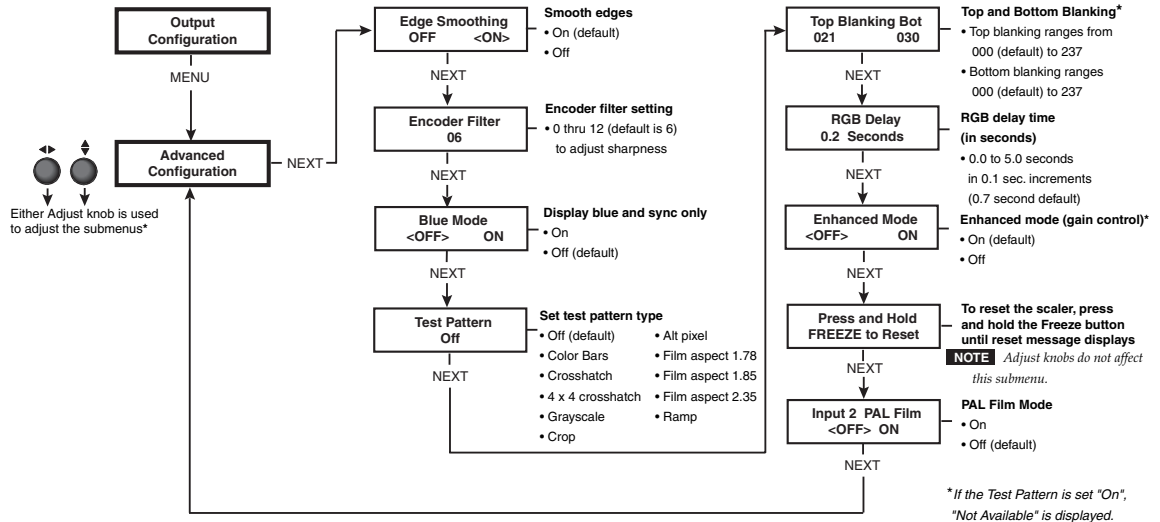 Output
Configuration
MENU
Advanced
Configuration
NEXT
Either Adjust knob is used
to adjust the submenus*
Edge Smoothing
OFF <ON>
NEXT
Smooth edges
• On (default)
• Off
Encoder Filter
06
NEXT
Encoder filter setting
• 0 thru 12 (default is 6)
to adjust sharpness
Blue Mode
<OFF> ON
NEXT
Display blue and sync only
• On
• Off (default)
Test Pattern
Off
NEXT
Set test pattern type
• Off (default)
• Color Bars
• Crosshatch
• 4 x 4 crosshatch
• Grayscale
• Crop
• Alt pixel
• Film aspect 1.78
• Film aspect 1.85
• Film aspect 2.35
• Ramp
Top Blanking Bot
021 030
NEXT
Top and Bottom Blanking*
• Top blanking ranges from
000 (default) to 237
• Bottom blanking ranges
000 (default) to 237
RGB Delay
0.2 Seconds
NEXT
RGB delay time
(in seconds)
• 0.0 to 5.0 seconds
in 0.1 sec. increments
(0.7 second default)
Enhanced Mode
<OFF> ON
NEXT
Enhanced mode (gain control)*
• On (default)
• Off
Press and Hold
FREEZE to Reset
NEXT
To reset the scaler, press
and hold the Freeze button
until reset message displays
NOTE Adjust knobs do not affect
this submenu.
Input 2 PAL Film
<OFF> ON
NEXT
PAL Film Mode
• On
• Off (default)
*If the Test Pattern is set "On",
"Not Available" is displayed.